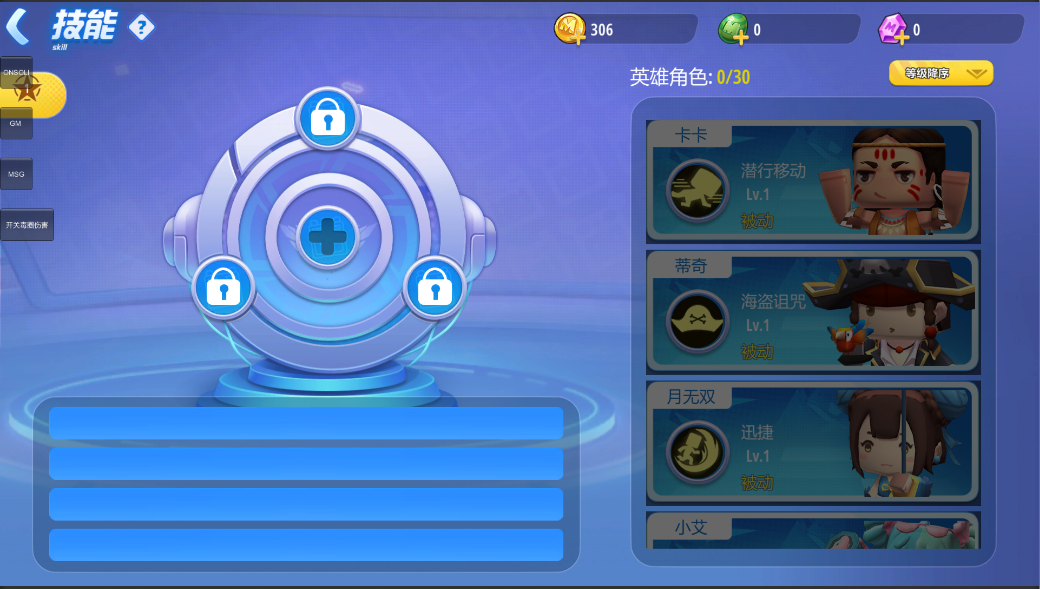 技能
skill
?
306
0
0
CNSOLI
1
GM
MSG
开关毒圈伤害
英雄角色:0/30
等级降序
卡卡
潜行移动
Lv.1
被动
蒂奇
海盗诅咒
Lv.1
被动
月无双
迅捷
Lv.1
被动
小艾